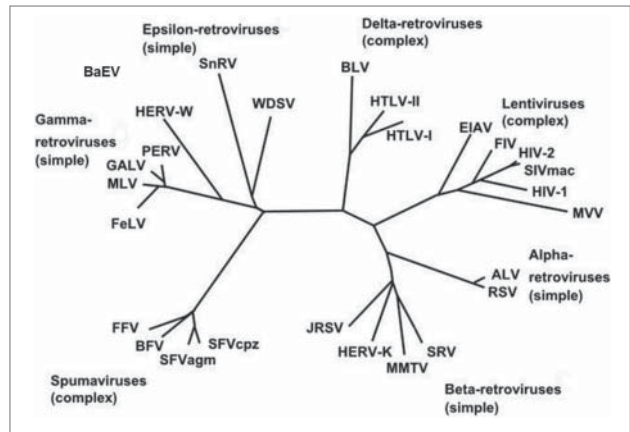 Epsilon-retroviruses
(simple)
Delta-retroviruses
(complex)
BaEV
SnRV
WDSV
BLV
HTLV-II
HTLV-I
Lentiviruses
(complex)
EIAV
FIV
HIV-2
SIVmac
HIV-1
MVV
Gamma-
retroviruses
(simple)
HERV-W
PERV
GALV
MLV
FeLV
Alpha-
retroviruses
(simple)
ALV
RSV
FFV
BFV
SFVagm
SFVcpz
Spumaviruses
(complex)
JRSV
HERV-K
MMTV
SRV
Beta-retroviruses
(simple)